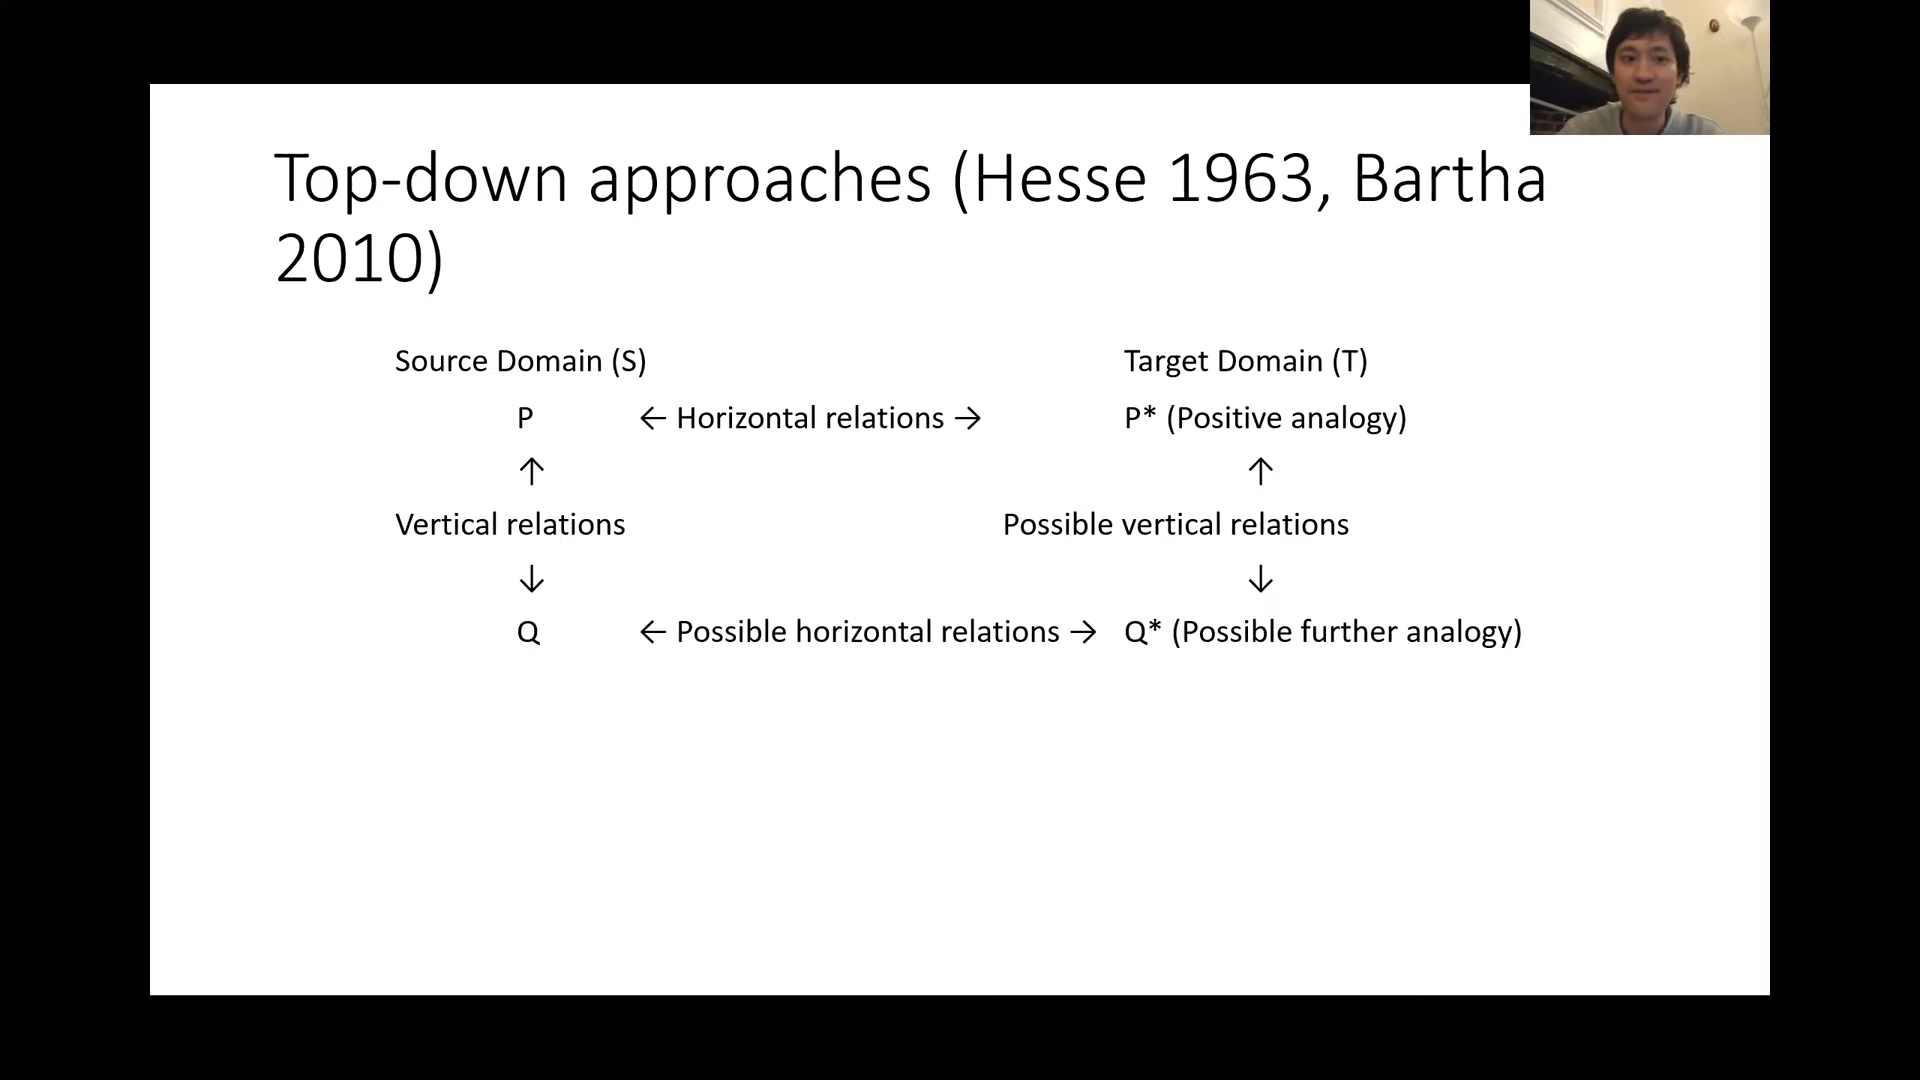 Top-down approaches (Hesse 1963, Bartha
2010)
Source Domain (S) Target Domain (T)
P ← Horizontal relations → P* (Positive analogy)
↑ ↑
Vertical relations Possible vertical relations
↓ ↓
Q ← Possible horizontal relations → Q* (Possible further analogy)